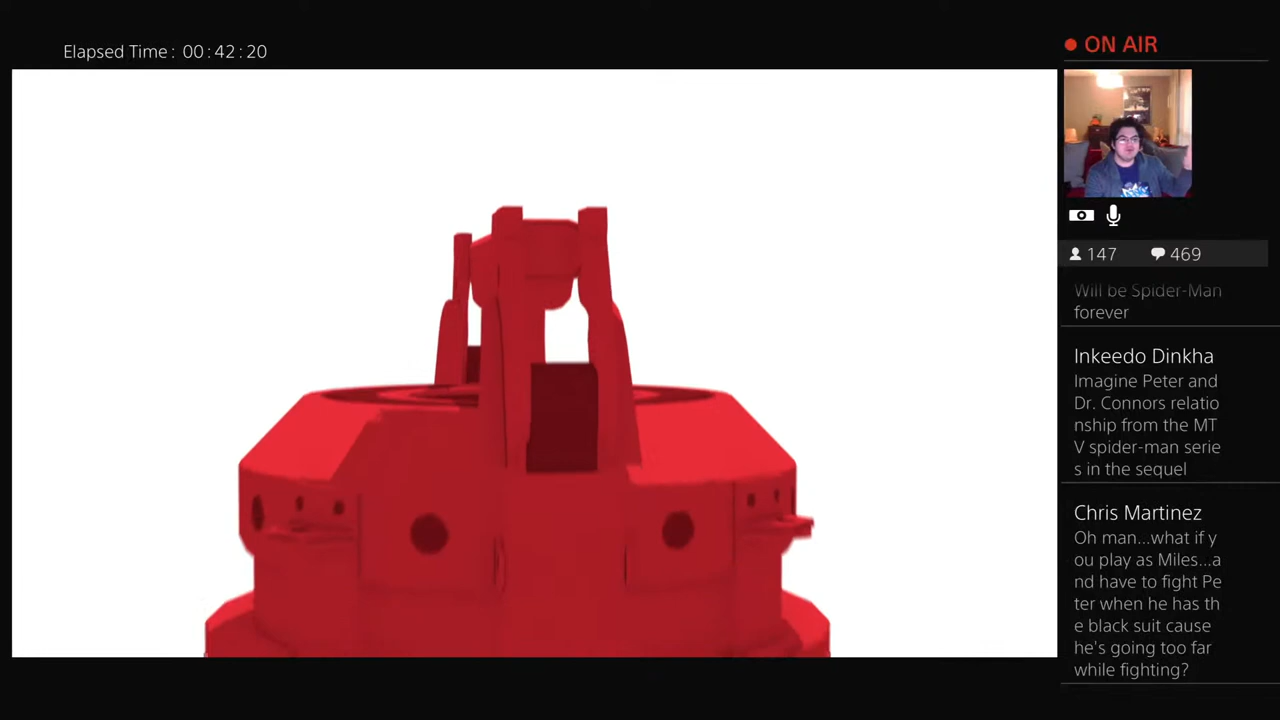 Elapsed Time: 00:42:20
ON AIR
147 469
Will be Spider-Man
forever
Inkeedo Dinkha
Imagine Peter and
Dr. Connors relatio
nship from the MT
V spider-man serie
s in the sequel
Chris Martinez
Oh man...what if y
ou play as Miles...a
nd have to fight Pe
ter when he has th
e black suit cause
he's going too far
while fighting?